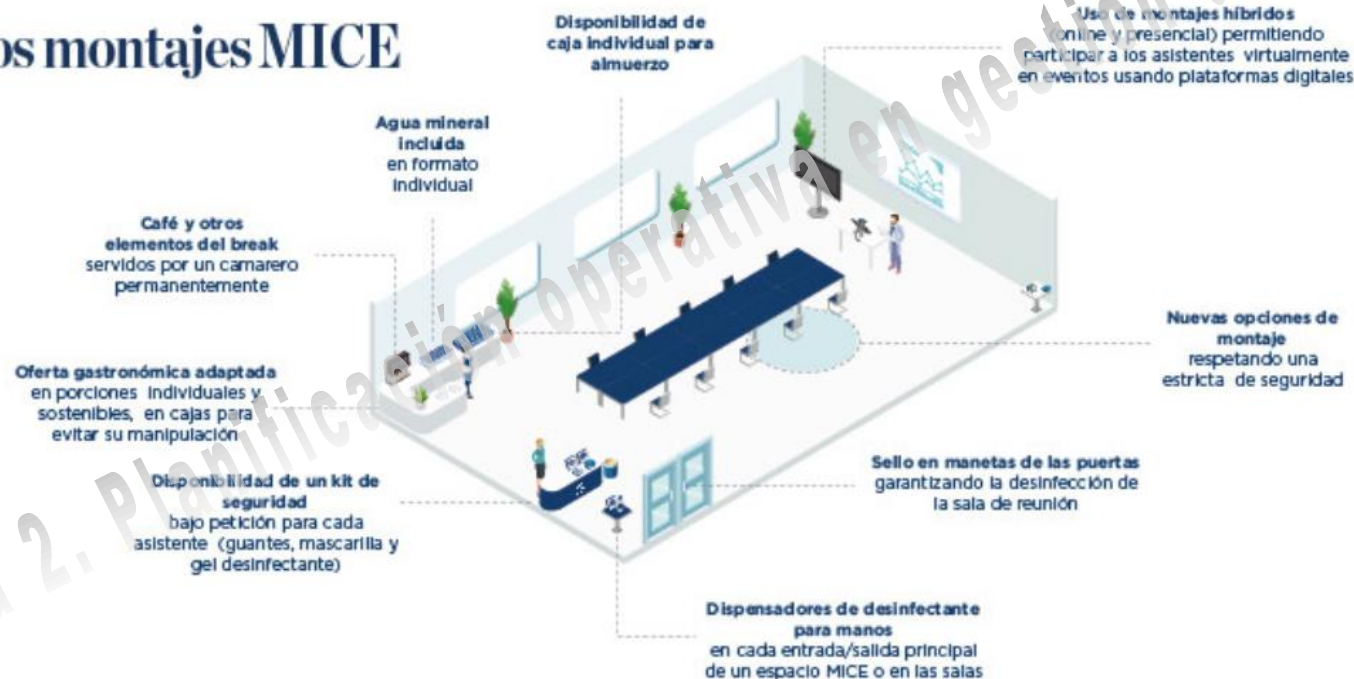 os montajes MICE
Disponibilidad de
caja individual para
almuerzo
Uso de montajes híbridos
(online y presencial) permitiendo
participar a los asistentes virtualmente
en eventos usando plataformas digitales
Agua mineral
incluida
en formato
individual
Café y otros
elementos del break
servidos por un camarero
permanentemente
Oferta gastronómica adaptada
en porciones individuales y
sostenibles, en cajas para
evitar su manipulación
Nuevas opciones de
montaje
respetando una
estricta de seguridad
Disponibilidad de un kit de
seguridad
bajo petición para cada
asistente (guantes, mascarilla y
gel desinfectante)
Sello en manetas de las puertas
garantizando la desinfección de
la sala de reunión
Dispensadores de desinfectante
para manos
en cada entrada/salida principal
de un espacio MICE o en las salas
2. Planificación operativa en gestión